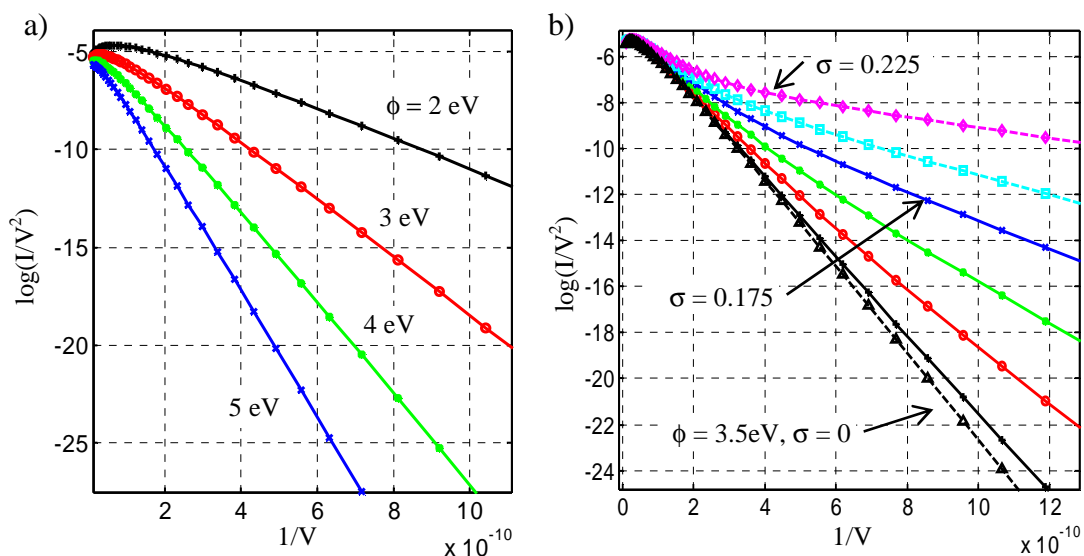 a)
log(I/V²)
-5
-10
-15
-20
-25
ϕ = 2 eV
3 eV
4 eV
5 eV
2 4 6 8 10
1/V
x 10⁻¹⁰
b)
log(I/V²)
-6
-8
-10
-12
-14
-16
-18
-20
-22
-24
σ = 0.225
σ = 0.175
ϕ = 3.5eV, σ = 0
0 2 4 6 8 10 12
1/V
x 10⁻¹⁰